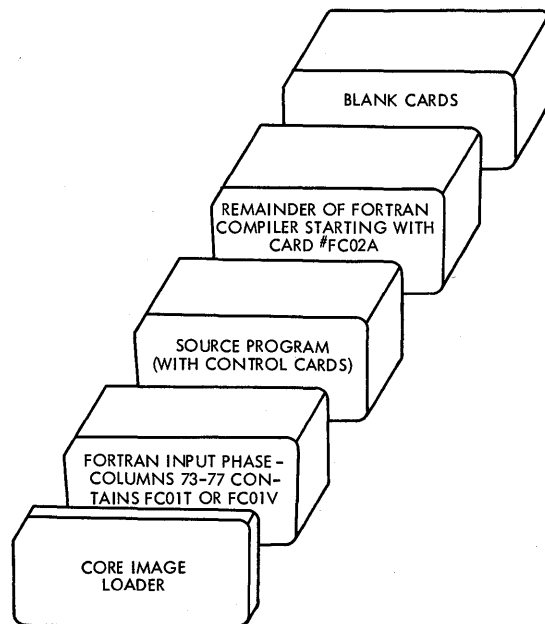 BLANK CARDS
REMAINDER OF FORTRAN
COMPILER STARTING WITH
CARD #FC02A
SOURCE PROGRAM
(WITH CONTROL CARDS)
FORTRAN INPUT PHASE-
COLUMNS 73-77 CON-
TAINS FC01T OR FC01V
CORE IMAGE
LOADER